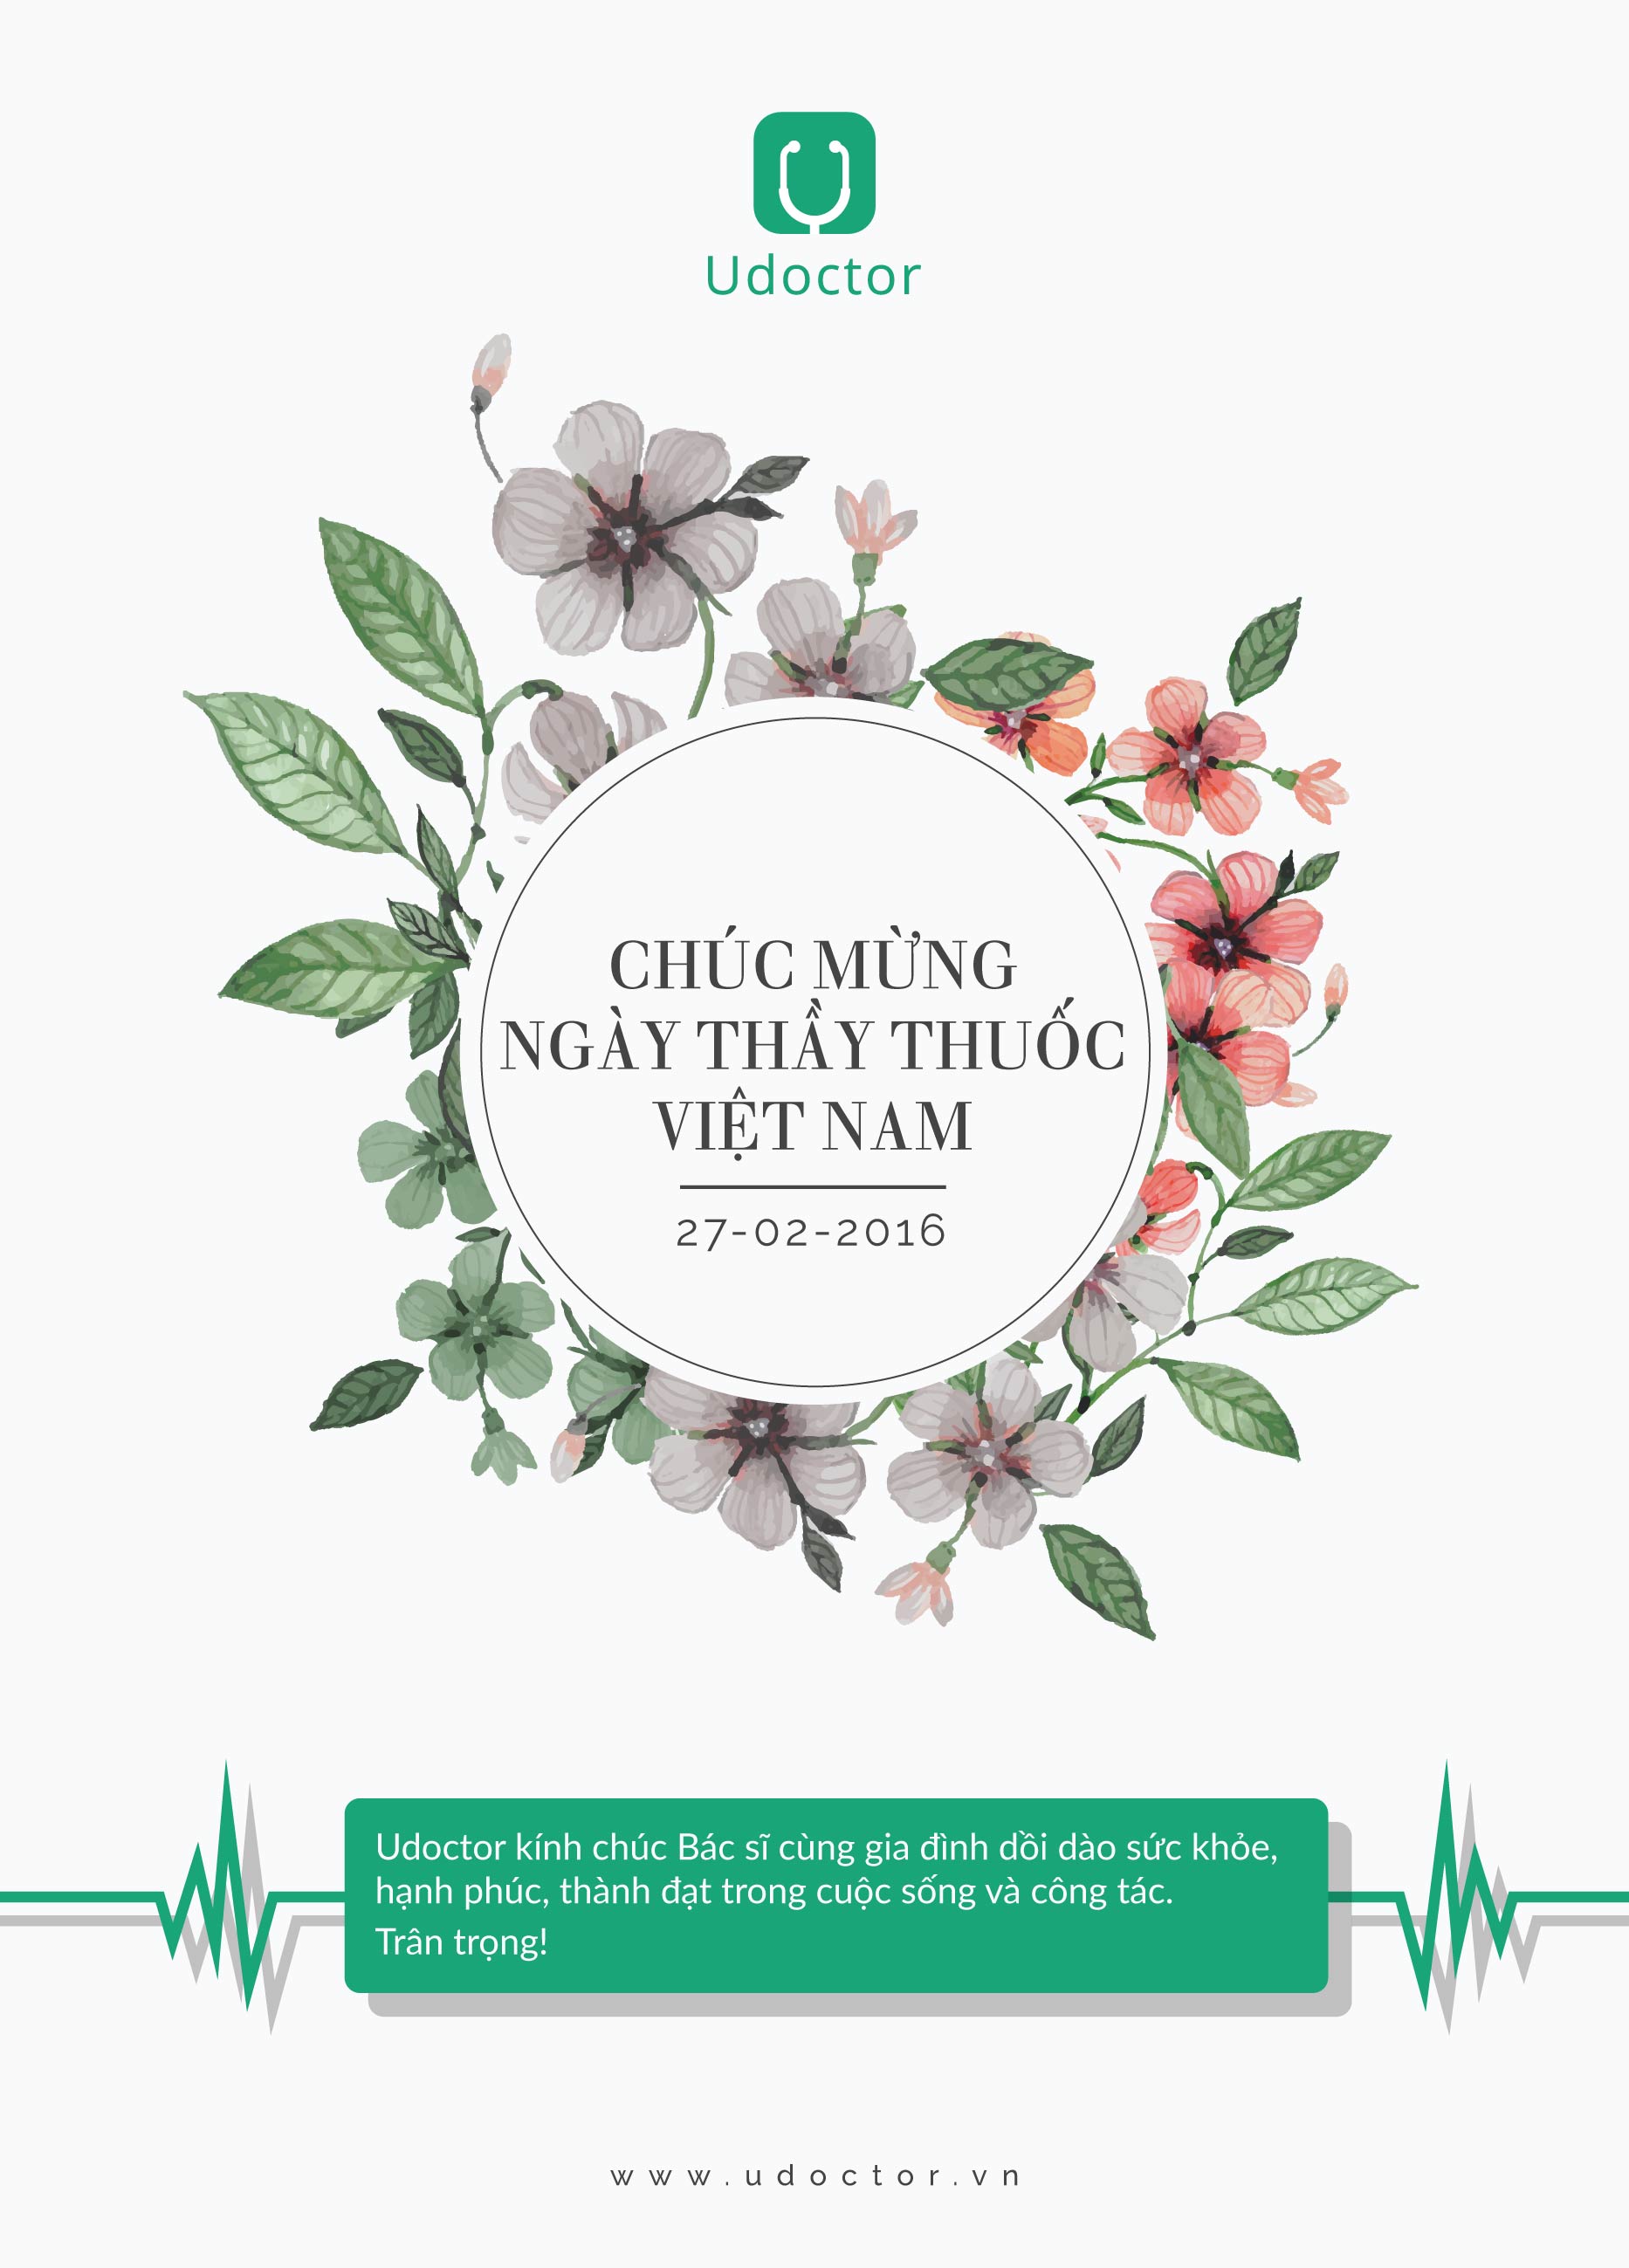 Udoctor
CHÚC MỪNG
NGÀY THẦY THUỐC
VIỆT NAM
27-02-2016
Udoctor kính chúc Bác sĩ cùng gia đình dồi dào sức khỏe,
hạnh phúc, thành đạt trong cuộc sống và công tác.
Trân trọng!
www.udoctor.vn